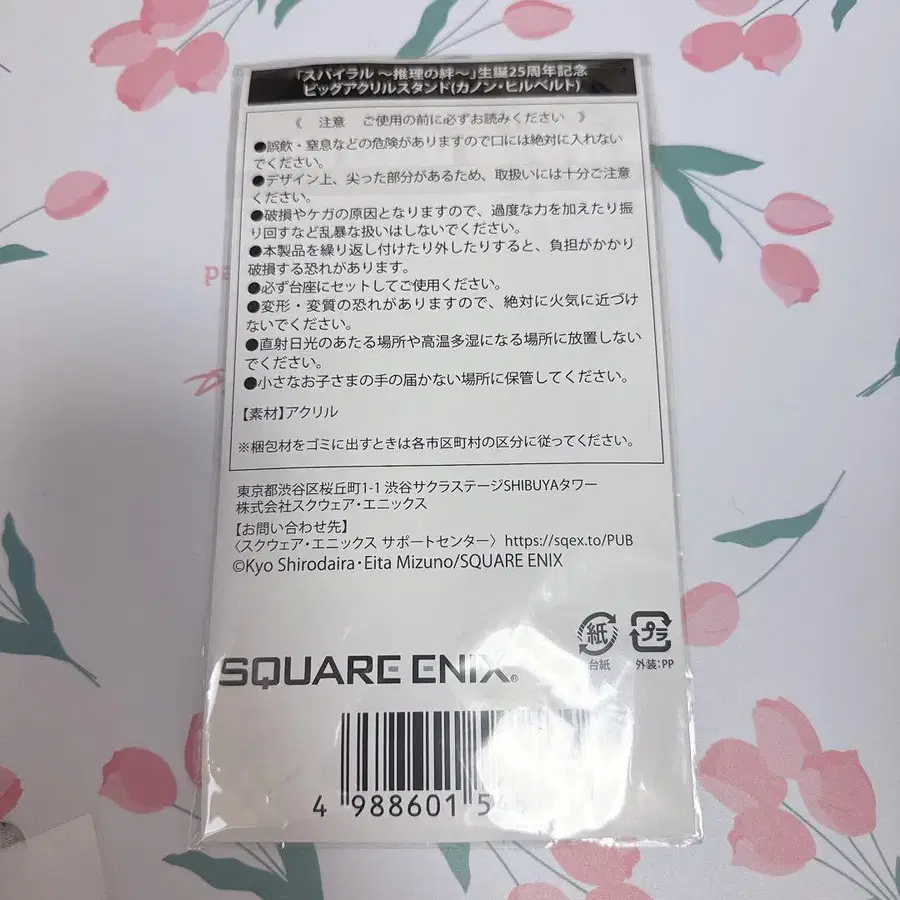 「スパイラル ～推理の絆～」生誕25周年記念
ビッグアクリルスタンド(カノン・ヒルベルト)
《 注意 ご使用の前に必ずお読みください 》
●誤飲・窒息などの危険がありますので口には絶対に入れない
でください。
●デザイン上、尖った部分があるため、取扱いには十分ご注意
ください。
●破損やケガの原因となりますので、過度な力を加えたり振
り回すなど乱暴な扱いはしないでください。
●本製品を繰り返し付けたり外したりすると、負担がかかり
破損する恐れがあります。
●必ず台座にセットしてご使用ください。
●変形・変質の恐れがありますので、絶対に火気に近づけ
ないでください。
●直射日光のあたる場所や高温多湿になる場所に放置しない
でください。
●小さなお子さまの手の届かない場所に保管してください。
【素材】アクリル
※梱包材をゴミに出すときは各市区町村の区分に従ってください。
東京都渋谷区桜丘町1-1 渋谷サクラステージSHIBUYAタワー
株式会社スクウェア・エニックス
【お問い合わせ先】
〈スクウェア・エニックス サポートセンター〉https://sqex.to/PUB
©Kyo Shirodaira・Eita Mizuno/SQUARE ENIX
紙
プラ
台紙
外装:PP
SQUARE ENIX®
4 988601